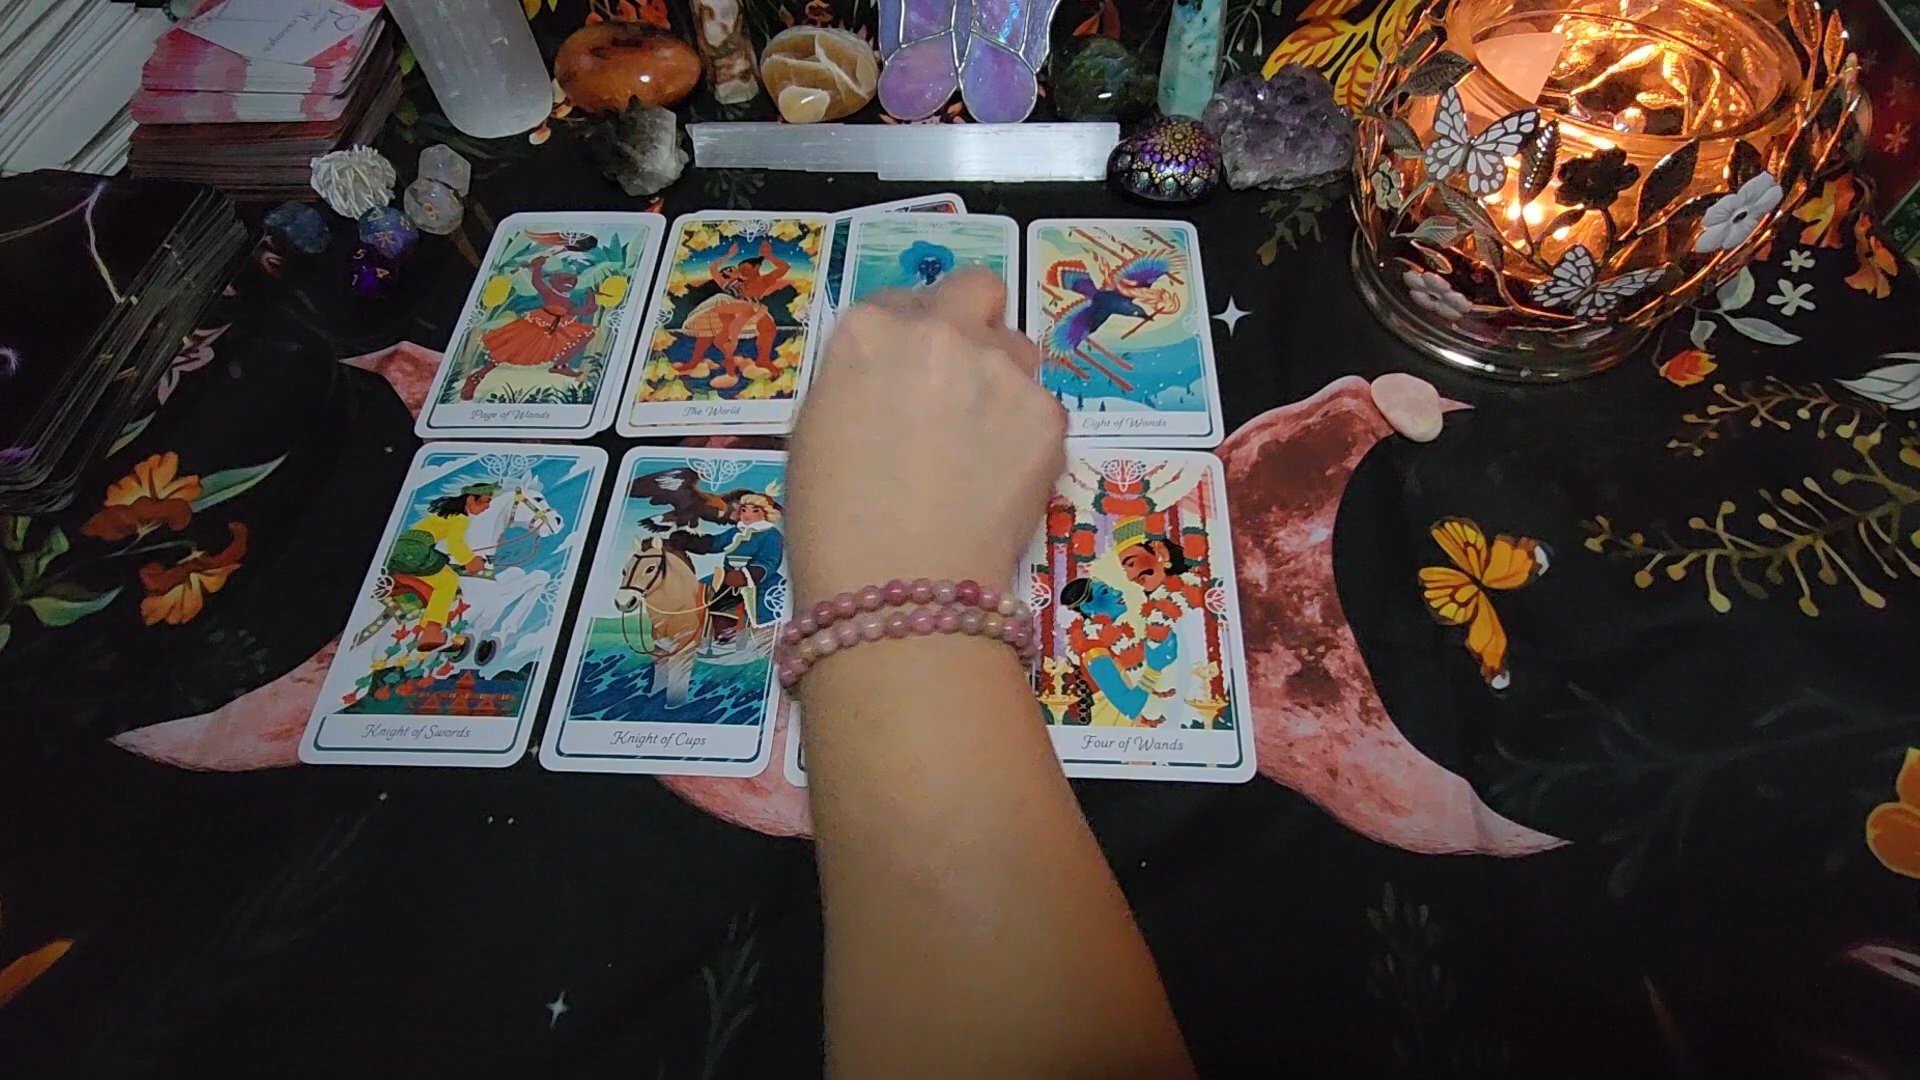 Page of Wands
The World
Eight of Wands
Knight of Swords
Knight of Cups
Four of Wands